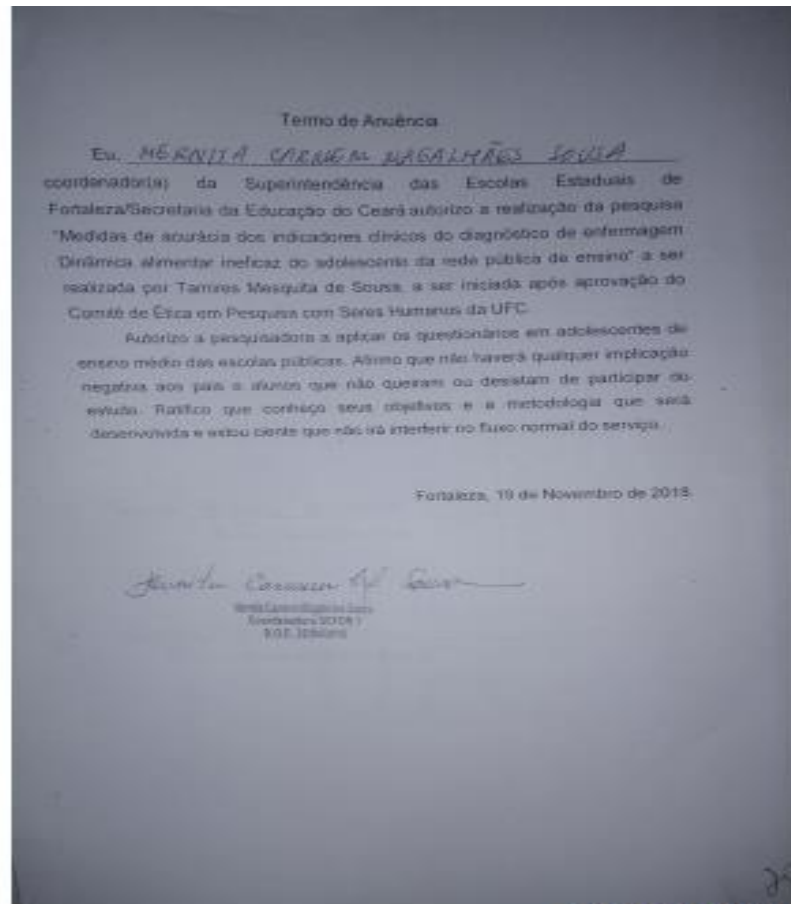 Termo de Anuência
Eu, MERNITA CARMEM MAGALHÃES SOUSA
coordenador(a) da Superintendência das Escolas Estaduais de
Fortaleza/Secretaria da Educação do Ceará autorizo a realização da pesquisa
"Medidas de acurácia dos indicadores clínicos do diagnóstico de enfermagem
Dinâmica alimentar ineficaz do adolescente da rede pública de ensino" a ser
realizada por Tamires Mesquita de Sousa, a ser iniciada após aprovação do
Comitê de Ética em Pesquisa com Seres Humanos da UFC.
Autorizo a pesquisadora a aplicar os questionários em adolescentes de
ensino médio das escolas públicas. Afirmo que não haverá qualquer implicação
negativa aos pais e alunos que não queiram ou desistam de participar do
estudo. Ratifico que conheço seus objetivos e a metodologia que será
desenvolvida e estou ciente que não irá interferir no fluxo normal do serviço.
Fortaleza, 19 de Novembro de 2018.